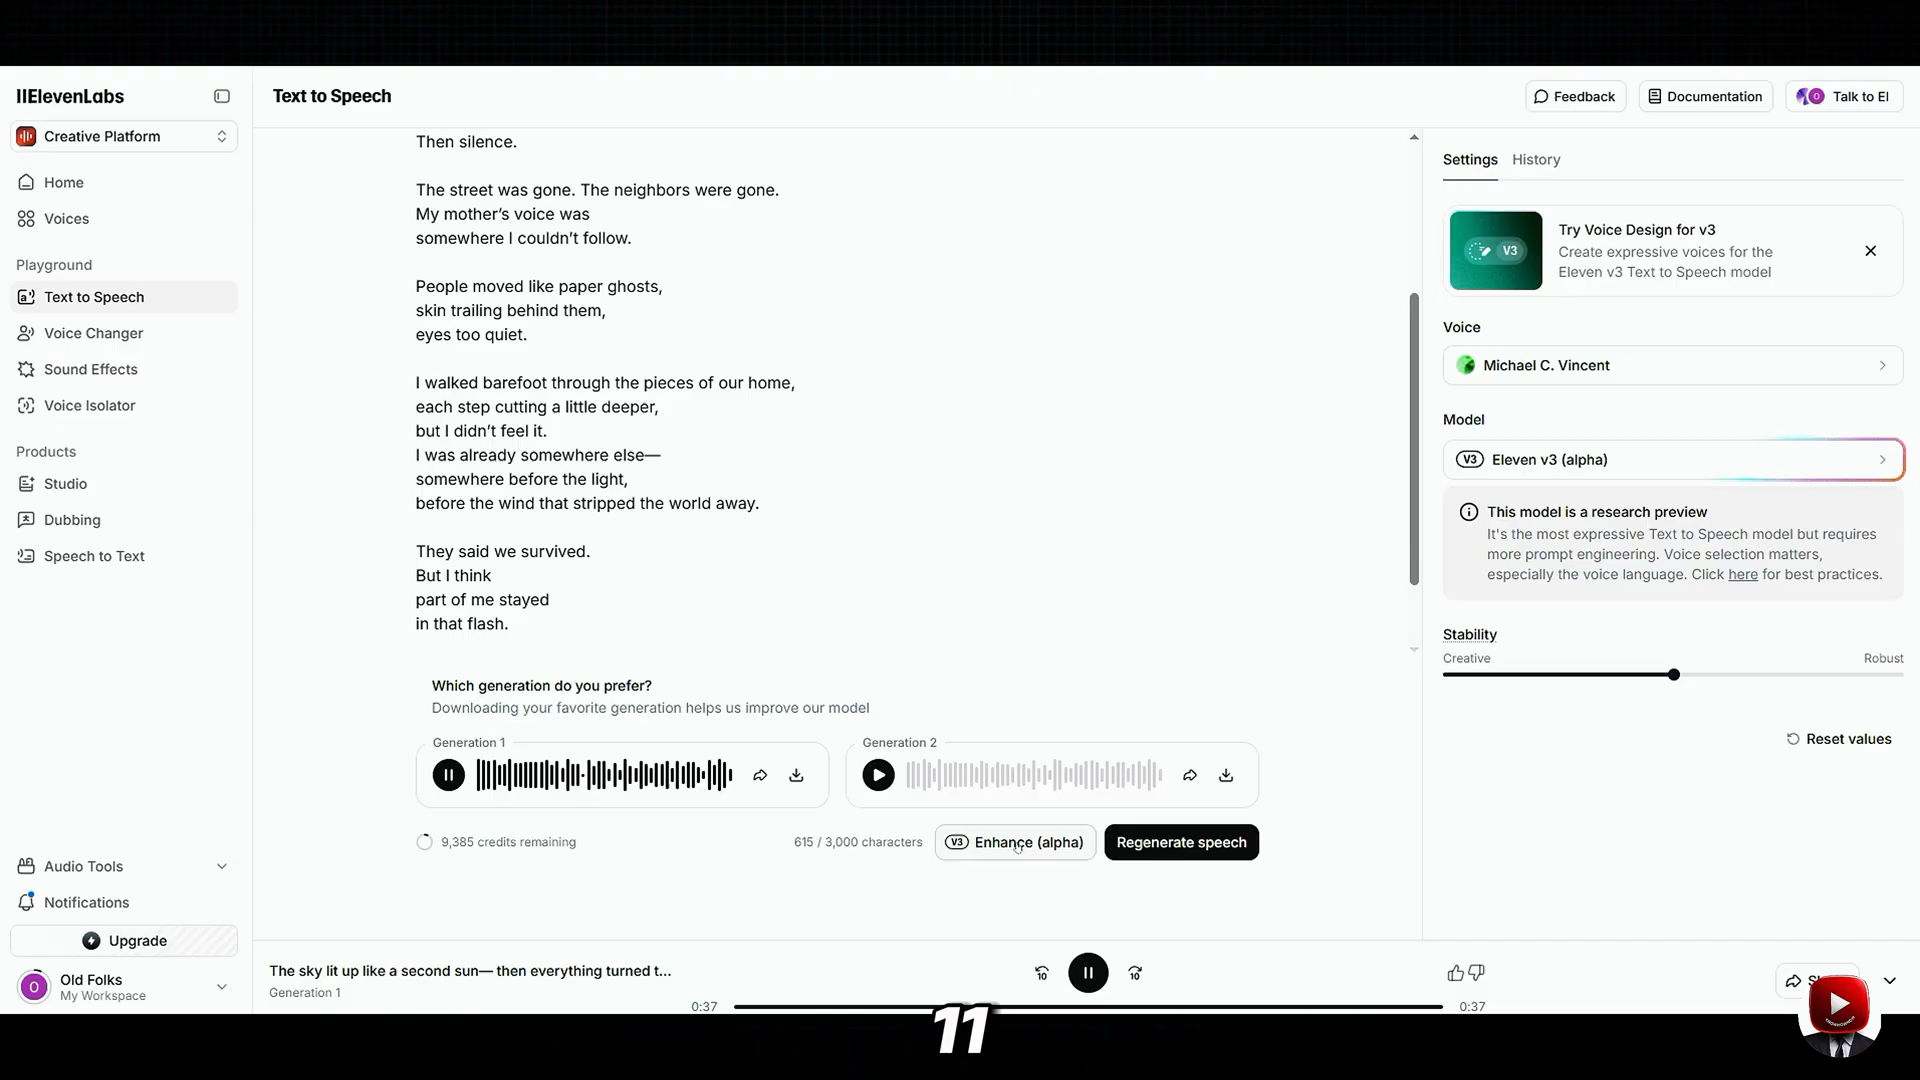 IIElevenLabs
Text to Speech
Feedback
Documentation
Talk to El
Creative Platform
Home
Voices
Playground
Text to Speech
Voice Changer
Sound Effects
Voice Isolator
Products
Studio
Dubbing
Speech to Text
Audio Tools
Notifications
Upgrade
O
Old Folks
My Workspace
Then silence.
The street was gone. The neighbors were gone.
My mother’s voice was
somewhere I couldn’t follow.
People moved like paper ghosts,
skin trailing behind them,
eyes too quiet.
I walked barefoot through the pieces of our home,
each step cutting a little deeper,
but I didn’t feel it.
I was already somewhere else—
somewhere before the light,
before the wind that stripped the world away.
They said we survived.
But I think
part of me stayed
in that flash.
Which generation do you prefer?
Downloading your favorite generation helps us improve our model
Generation 1
Generation 2
9,385 credits remaining
615 / 3,000 characters
V3 Enhance (alpha)
Regenerate speech
Settings
History
V3
Try Voice Design for v3
Create expressive voices for the
Eleven v3 Text to Speech model
Voice
Michael C. Vincent
Model
V3 Eleven v3 (alpha)
This model is a research preview
It's the most expressive Text to Speech model but requires
more prompt engineering. Voice selection matters,
especially the voice language. Click here for best practices.
Stability
Creative
Robust
Reset values
The sky lit up like a second sun— then everything turned t...
Generation 1
10
10
0:37
0:37
11